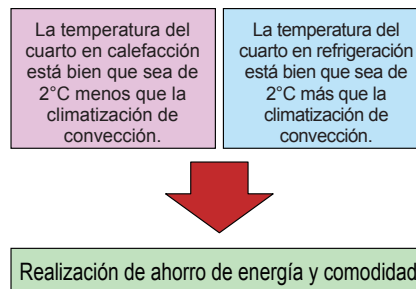 La temperatura del
cuarto en calefacción
está bien que sea de
2°C menos que la
climatización de
convección.
La temperatura del
cuarto en refrigeración
está bien que sea de
2°C más que la
climatización de
convección.
Realización de ahorro de energía y comodidad